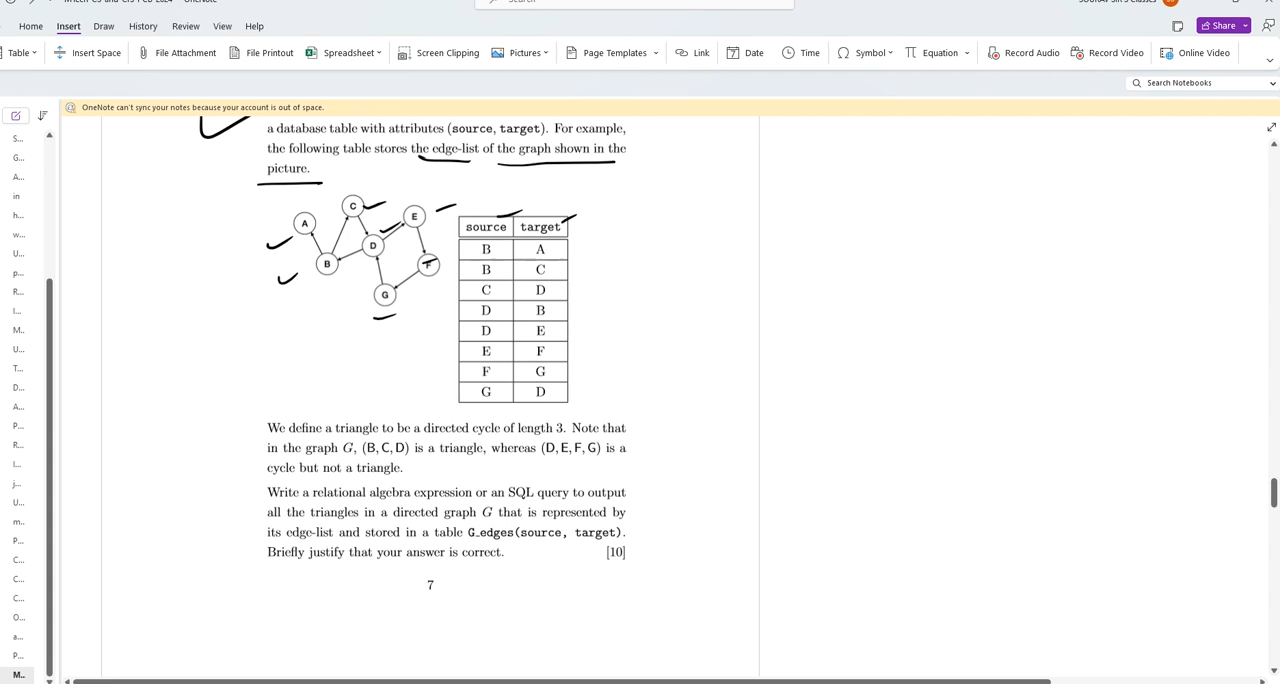 Home Insert Draw History Review View Help
Share
Table Insert Space File Attachment File Printout Spreadsheet Screen Clipping Pictures Page Templates Link Date Time Symbol Equation Record Audio Record Video Online Video
Search Notebooks
OneNote can't sync your notes because your account is out of space.
S...
G...
A...
in
h...
w...
U...
p...
R...
I...
M..
U...
T...
D...
A...
P...
R...
I...
j...
U...
m...
P...
C...
C...
O...
a...
P...
M..
a database table with attributes (source, target). For example,
the following table stores the edge-list of the graph shown in the
picture.
A
C
E
D
B
F
G
source target
B A
B C
C D
D B
D E
E F
F G
G D
We define a triangle to be a directed cycle of length 3. Note that
in the graph G, (B, C, D) is a triangle, whereas (D, E, F, G) is a
cycle but not a triangle.
Write a relational algebra expression or an SQL query to output
all the triangles in a directed graph G that is represented by
its edge-list and stored in a table G_edges(source, target).
Briefly justify that your answer is correct. [10]
7